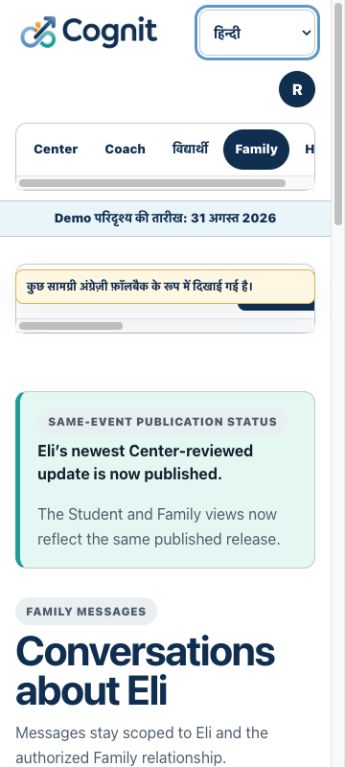 Cognit
हिन्दी
R
Center Coach विद्यार्थी Family H
Demo परिदृश्य की तारीख: 31 अगस्त 2026
कुछ सामग्री अंग्रेज़ी फ़ॉलबैक के रूप में दिखाई गई है।
SAME-EVENT PUBLICATION STATUS
Eli’s newest Center-reviewed
update is now published.
The Student and Family views now
reflect the same published release.
FAMILY MESSAGES
Conversations
about Eli
Messages stay scoped to Eli and the
authorized Family relationship.